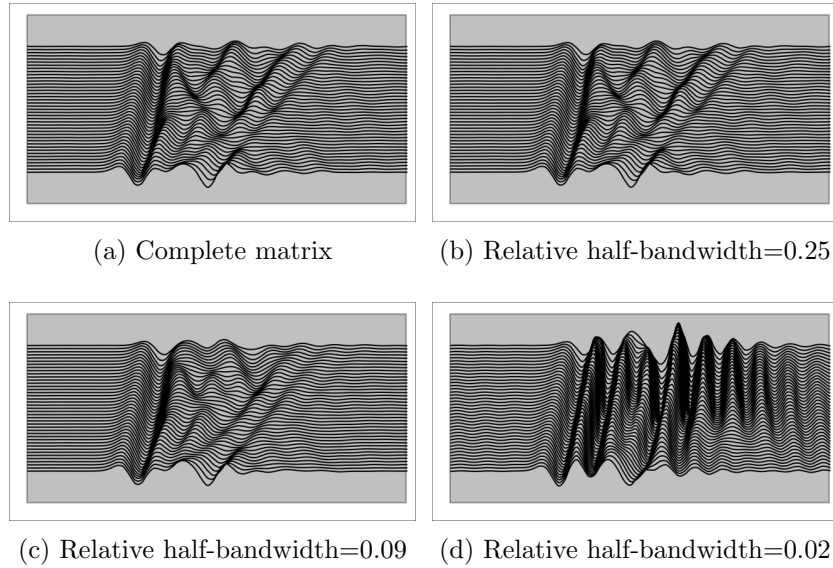 (a) Complete matrix
(b) Relative half-bandwidth=0.25
(c) Relative half-bandwidth=0.09
(d) Relative half-bandwidth=0.02